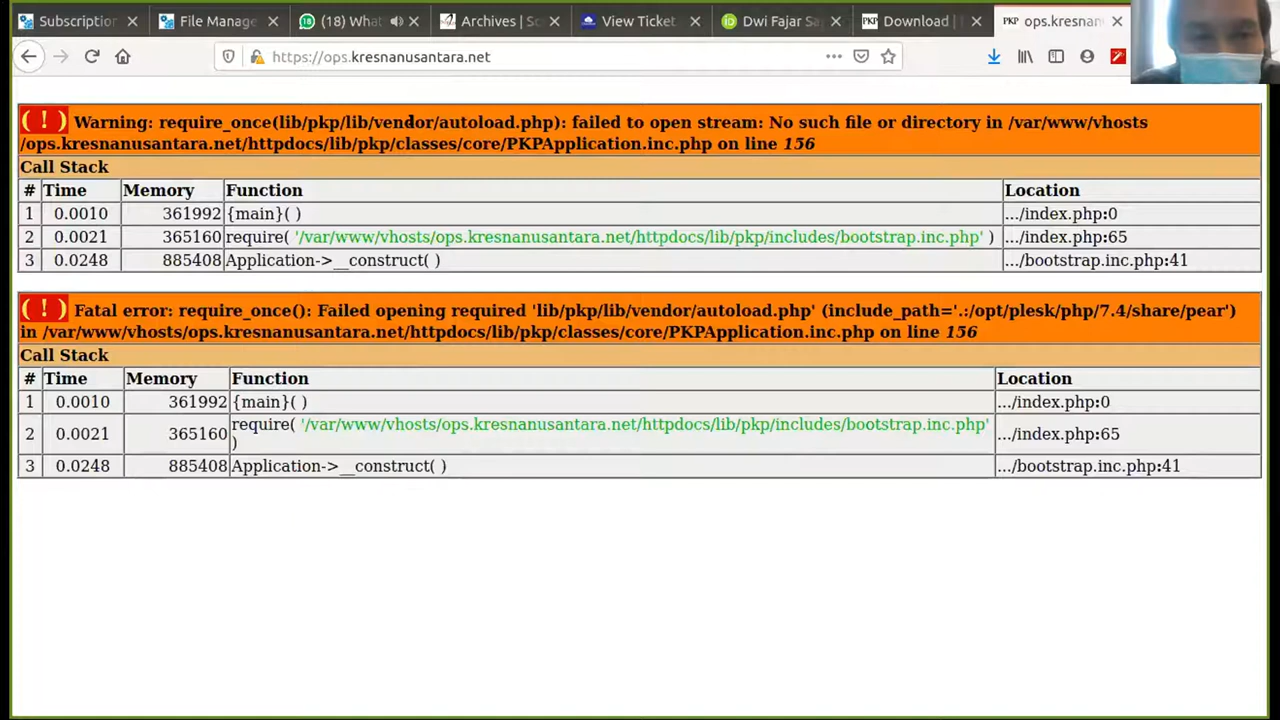 Subscription
File Manage
(18) What
Archives | Sc
View Ticket
Dwi Fajar Sa
PKP Download |
PKP ops.kresnanu
https://ops.kresnanusantara.net
( ! ) Warning: require_once(lib/pkp/lib/vendor/autoload.php): failed to open stream: No such file or directory in /var/www/vhosts
/ops.kresnanusantara.net/httpdocs/lib/pkp/classes/core/PKPApplication.inc.php on line 156
Call Stack
# Time Memory Function Location
1 0.0010 361992 {main}( ) .../index.php:0
2 0.0021 365160 require( '/var/www/vhosts/ops.kresnanusantara.net/httpdocs/lib/pkp/includes/bootstrap.inc.php' ) .../index.php:65
3 0.0248 885408 Application->__construct( ) .../bootstrap.inc.php:41
( ! ) Fatal error: require_once(): Failed opening required 'lib/pkp/lib/vendor/autoload.php' (include_path='.:/opt/plesk/php/7.4/share/pear')
in /var/www/vhosts/ops.kresnanusantara.net/httpdocs/lib/pkp/classes/core/PKPApplication.inc.php on line 156
Call Stack
# Time Memory Function Location
1 0.0010 361992 {main}( ) .../index.php:0
2 0.0021 365160 require( '/var/www/vhosts/ops.kresnanusantara.net/httpdocs/lib/pkp/includes/bootstrap.inc.php'
) .../index.php:65
3 0.0248 885408 Application->__construct( ) .../bootstrap.inc.php:41